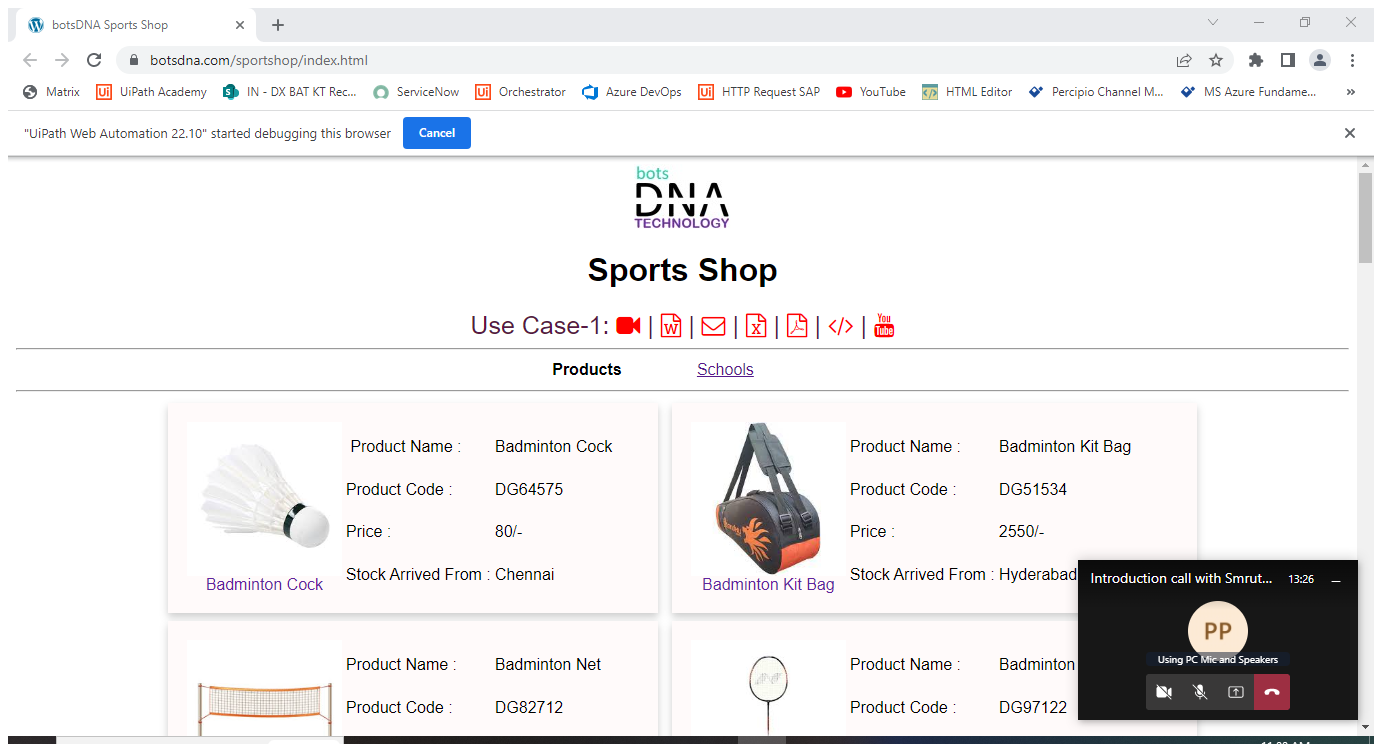 botsDNA Sports Shop
botsdna.com/sportshop/index.html
Matrix UiPath Academy IN - DX BAT KT Rec... ServiceNow Orchestrator Azure DevOps HTTP Request SAP YouTube HTML Editor Percipio Channel M... MS Azure Fundame... »
"UiPath Web Automation 22.10" started debugging this browser Cancel
bots
DNA
TECHNOLOGY
Sports Shop
Use Case-1: | W | | X | | </> | You Tube
Products Schools
Product Name : Badminton Cock
Product Code : DG64575
Price : 80/-
Stock Arrived From : Chennai
Badminton Cock
Product Name : Badminton Kit Bag
Product Code : DG51534
Price : 2550/-
Stock Arrived From : Hyderabad
Badminton Kit Bag
Product Name : Badminton Net
Product Code : DG82712
Product Name : Badminton
Product Code : DG97122
Introduction call with Smrut... 13:26
PP
Using PC Mic and Speakers